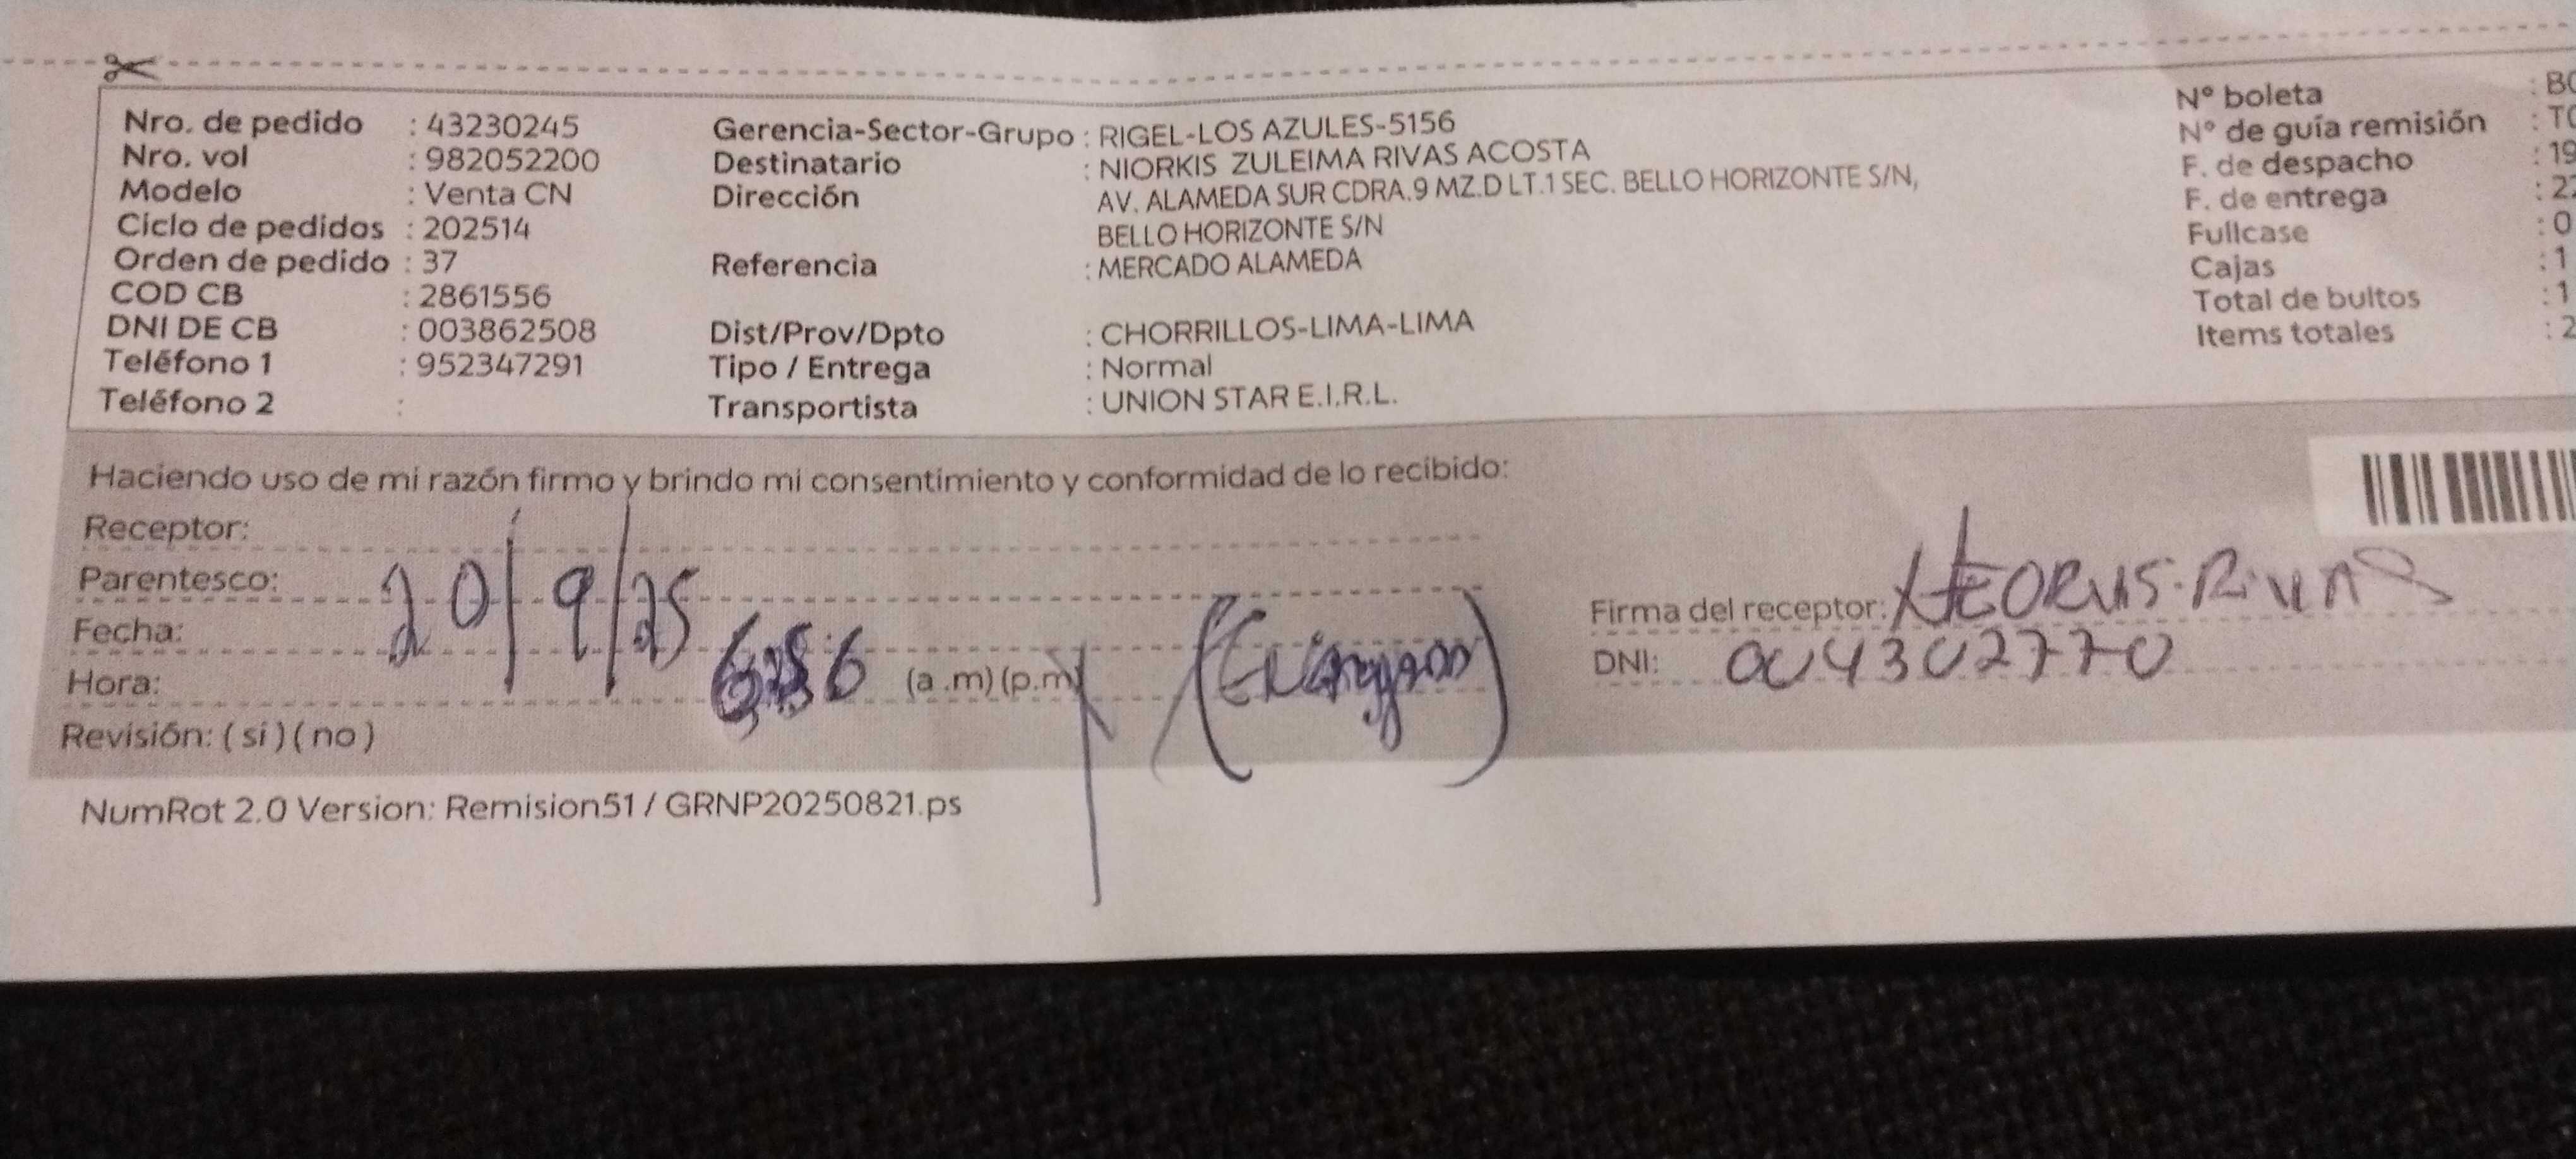 Nro. de pedido : 43230245
Nro. vol : 982052200
Modelo : Venta CN
Ciclo de pedidos : 202514
Orden de pedido : 37
COD CB : 2861556
DNI DE CB : 003862508
Teléfono 1 : 952347291
Teléfono 2 :
Gerencia-Sector-Grupo : RIGEL-LOS AZULES-5156
Destinatario : NIORKIS ZULEIMA RIVAS ACOSTA
Dirección : AV. ALAMEDA SUR CDRA.9 MZ.D LT.1 SEC. BELLO HORIZONTE S/N,
BELLO HORIZONTE S/N
Referencia : MERCADO ALAMEDA
Dist/Prov/Dpto : CHORRILLOS-LIMA-LIMA
Tipo / Entrega : Normal
Transportista : UNION STAR E.I.R.L.
N° boleta
N° de guía remisión
F. de despacho : 19
F. de entrega
Fullcase : 0
Cajas : 1
Total de bultos : 1
Items totales : 2
Haciendo uso de mi razón firmo y brindo mi consentimiento y conformidad de lo recibido:
Receptor:
Parentesco:
Fecha: 20/9/25
Hora: (a .m) (p.m)
Revisión: ( si ) ( no )
Firma del receptor:
DNI: 004302770
NumRot 2.0 Version: Remision51 / GRNP20250821.ps